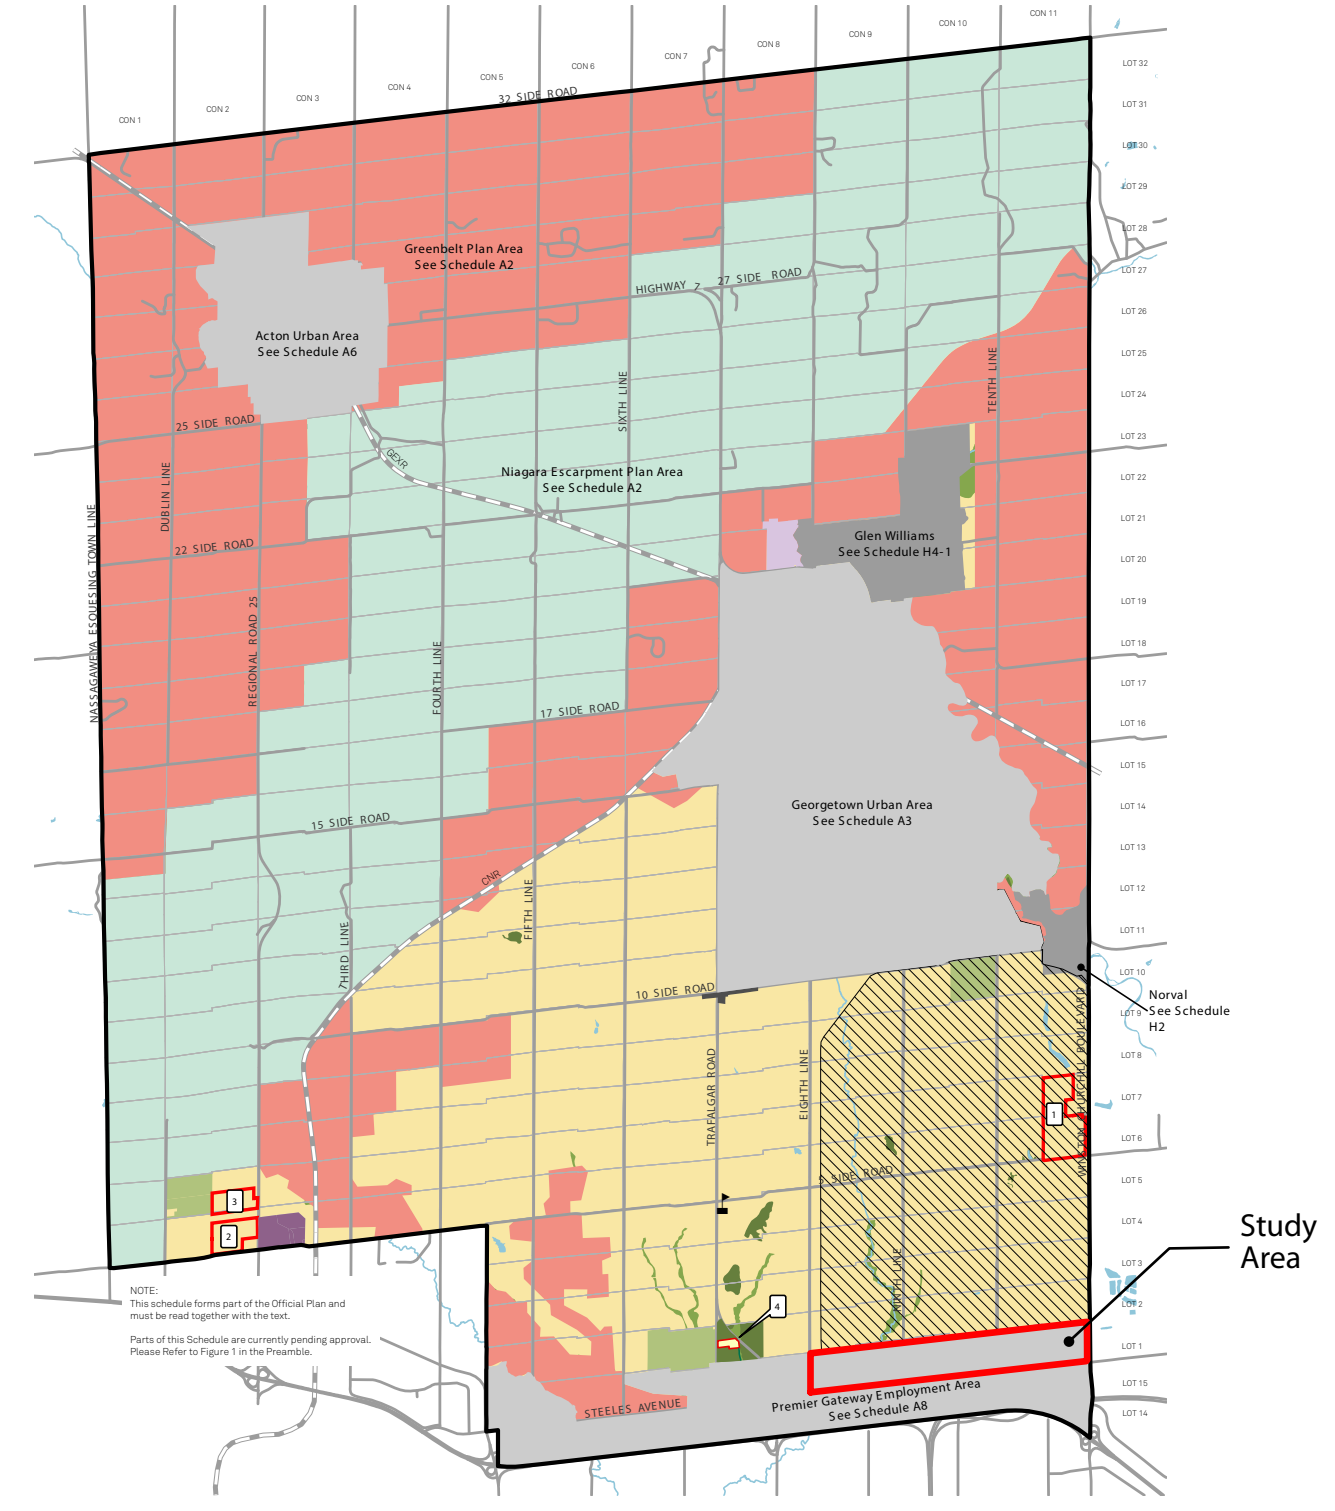 CON 11
CON 10
CON 9
CON 8
CON 7
CON 6
CON 5
CON 4
CON 3
CON 2
CON 1
32 SIDE ROAD
LOT 32
LOT 31
LOT 30
LOT 29
LOT 28
LOT 27
LOT 26
LOT 25
LOT 24
LOT 23
LOT 22
LOT 21
LOT 20
LOT 19
LOT 18
LOT 17
LOT 16
LOT 15
LOT 14
LOT 13
LOT 12
LOT 11
LOT 10
LOT 9
LOT 8
LOT 7
LOT 6
LOT 5
LOT 4
LOT 3
LOT 2
LOT 1
LOT 15
LOT 14
Greenbelt Plan Area
See Schedule A2
HIGHWAY 7
27 SIDE ROAD
Acton Urban Area
See Schedule A6
SIXTH LINE
TENTH LINE
25 SIDE ROAD
GEXR
DUBLIN LINE
Niagara Escarpment Plan Area
See Schedule A2
NASSAGAWEYA ESQUESING TOWN LINE
22 SIDE ROAD
Glen Williams
See Schedule H4-1
REGIONAL ROAD 25
FOURTH LINE
17 SIDE ROAD
15 SIDE ROAD
Georgetown Urban Area
See Schedule A3
CNR
FIFTH LINE
THIRD LINE
10 SIDE ROAD
Norval
See Schedule
H2
WINSTON CHURCHILL BOULEVARD
TRAFALGAR ROAD
EIGHTH LINE
1
5 SIDE ROAD
3
2
NINTH LINE
4
Study
Area
NOTE:
This schedule forms part of the Official Plan and
must be read together with the text.
Parts of this Schedule are currently pending approval.
Please Refer to Figure 1 in the Preamble.
STEELES AVENUE
Premier Gateway Employment Area
See Schedule A8